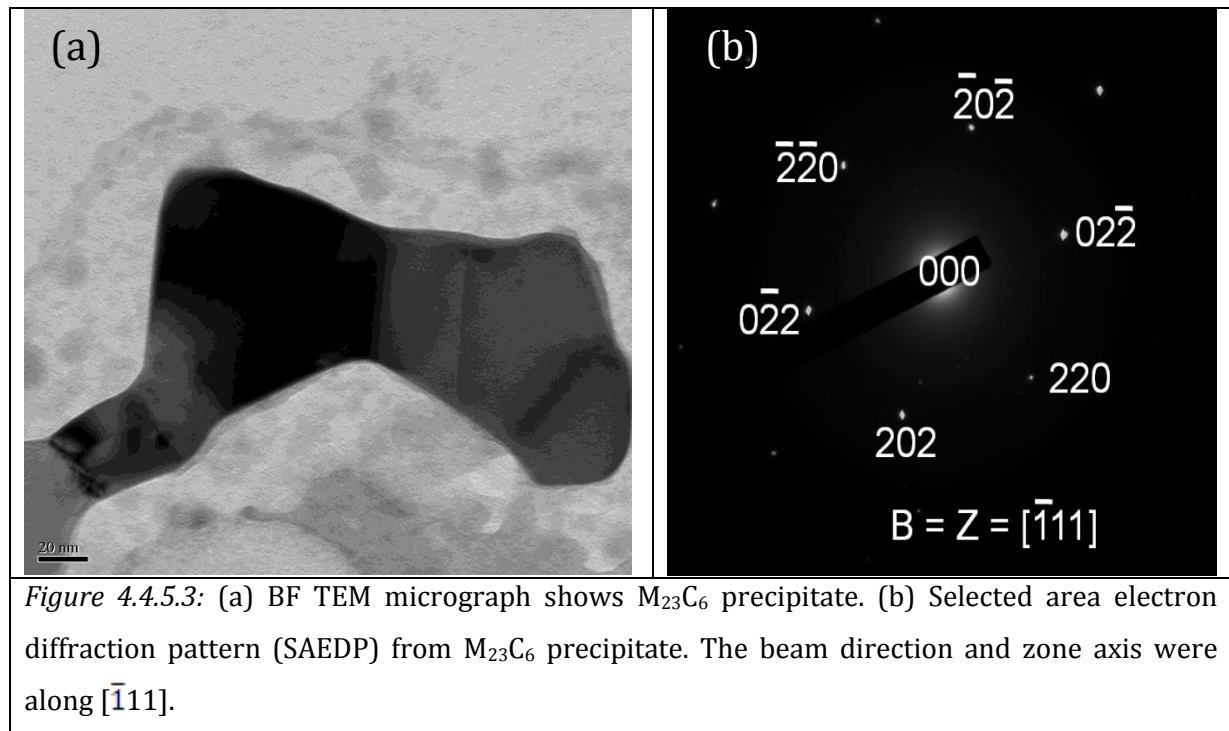 (a)
20 nm
(b)
2̅02̅
2̅2̅0
022̅
000
02̅2
220
202
B = Z = [1̅11]
Figure 4.4.5.3: (a) BF TEM micrograph shows M₂₃C₆ precipitate. (b) Selected area electron
diffraction pattern (SAEDP) from M₂₃C₆ precipitate. The beam direction and zone axis were
along [1̅11].